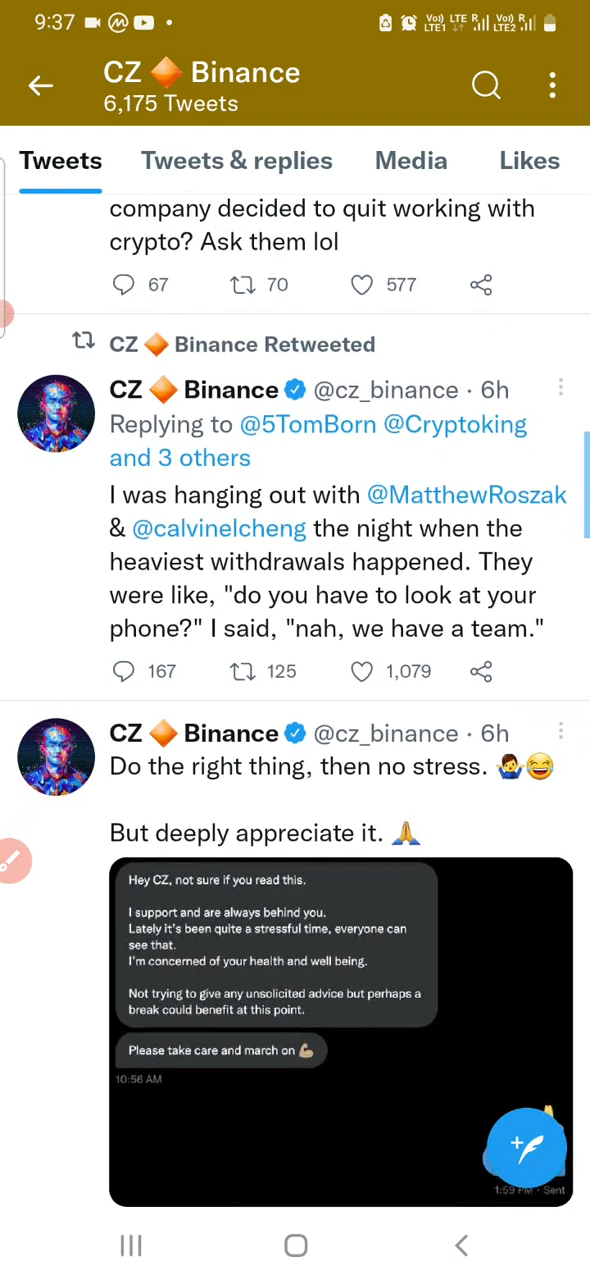 9:37
Vo) LTE R Vo) R
LTE1 LTE2
CZ 🔶 Binance
6,175 Tweets
Tweets Tweets & replies Media Likes
company decided to quit working with
crypto? Ask them lol
67 70 577
CZ 🔶 Binance Retweeted
CZ 🔶 Binance @cz_binance · 6h
Replying to @5TomBorn @Cryptoking
and 3 others
I was hanging out with @MatthewRoszak
& @calvinelcheng the night when the
heaviest withdrawals happened. They
were like, "do you have to look at your
phone?" I said, "nah, we have a team."
167 125 1,079
CZ 🔶 Binance @cz_binance · 6h
Do the right thing, then no stress. 🤷‍♂️😂
But deeply appreciate it. 🙏
Hey CZ, not sure if you read this.
I support and are always behind you.
Lately it's been quite a stressful time, everyone can
see that.
I'm concerned of your health and well being.
Not trying to give any unsolicited advice but perhaps a
break could benefit at this point.
Please take care and march on 💪🏼
10:56 AM
1:59 PM · Sent